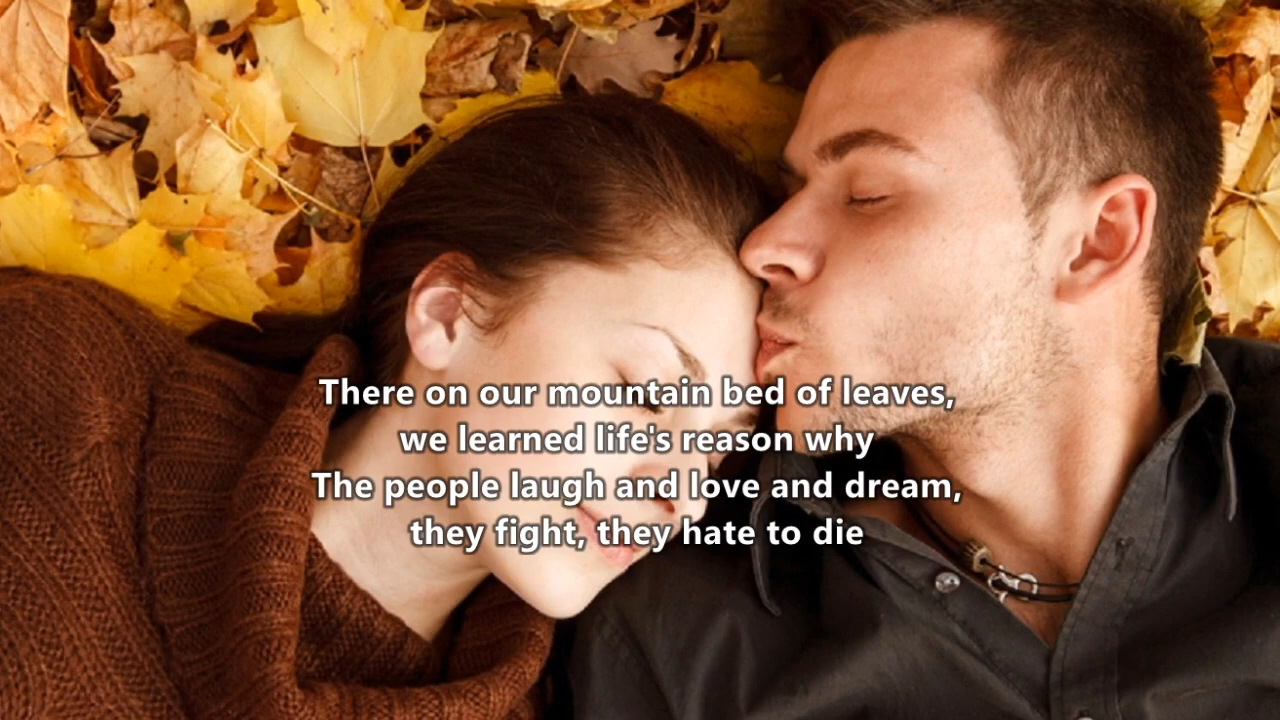 There on our mountain bed of leaves,
we learned life's reason why
The people laugh and love and dream,
they fight, they hate to die